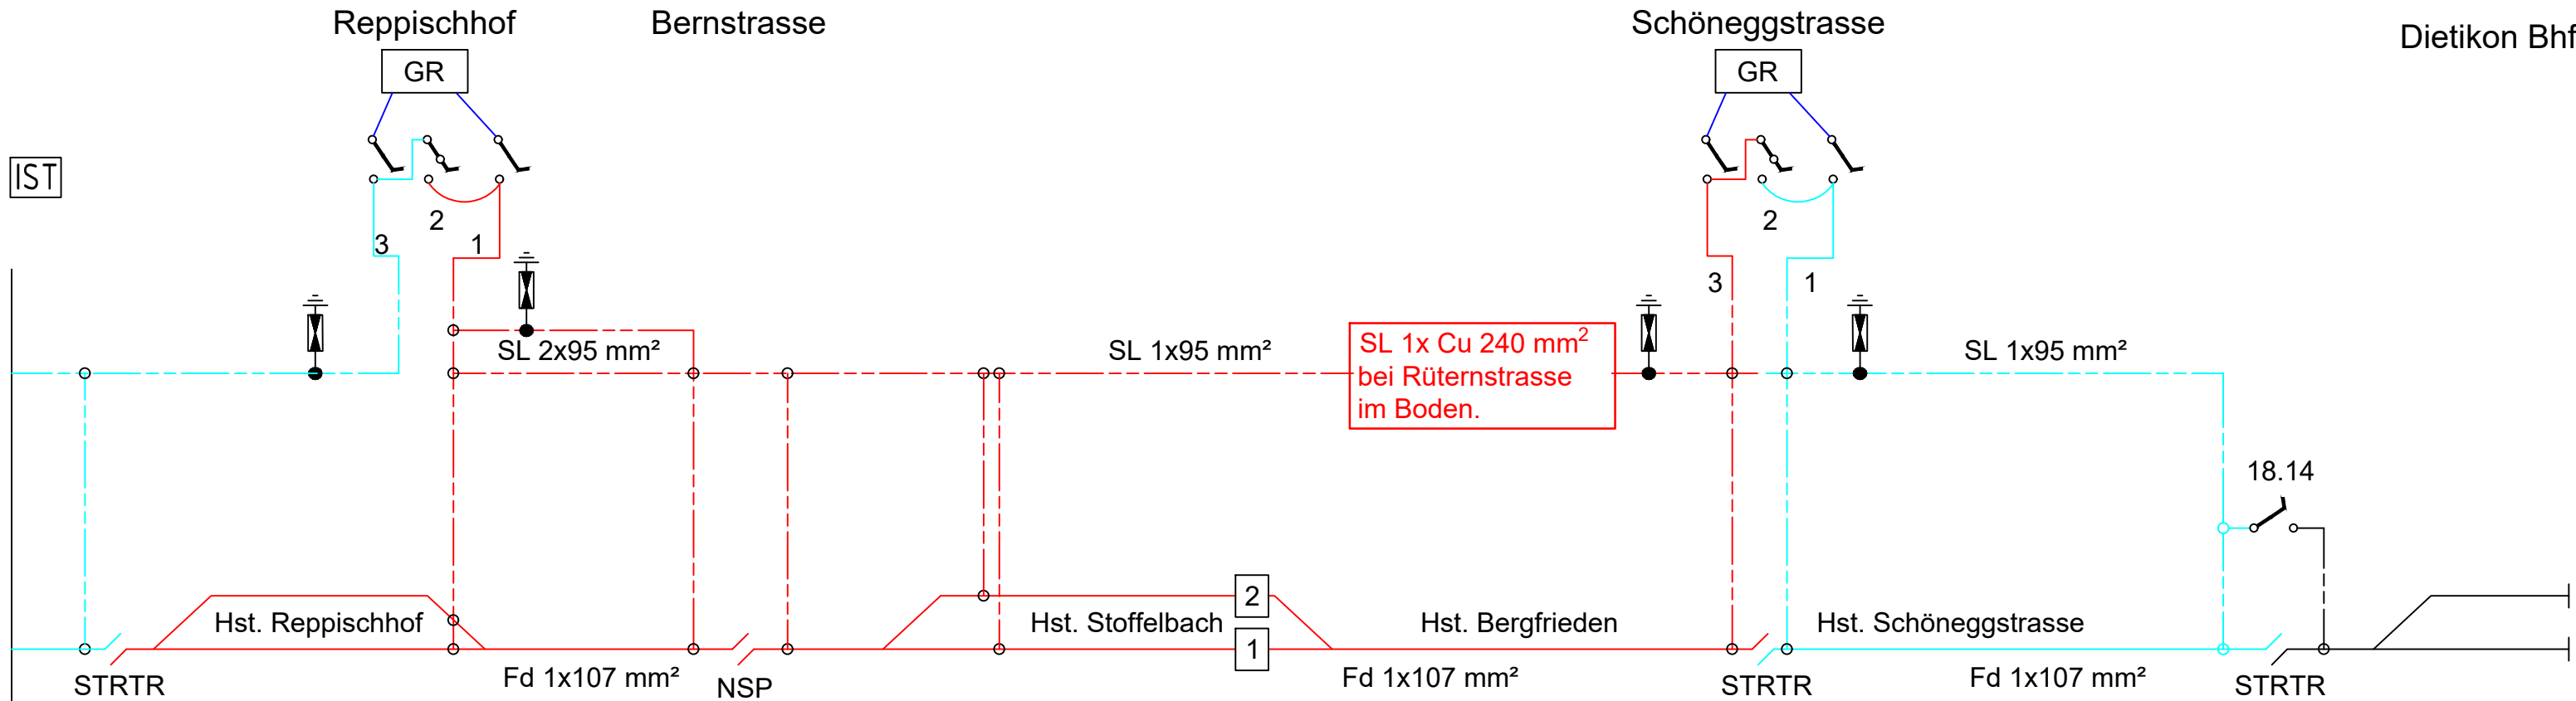 Reppischhof
Bernstrasse
Schöneggstrasse
Dietikon Bhf
GR
GR
IST
2
3
1
2
3
1
SL 2x95 mm²
SL 1x95 mm²
SL 1x Cu 240 mm²
bei Rüternstrasse
im Boden.
SL 1x95 mm²
18.14
Hst. Reppischhof
Hst. Stoffelbach
2
1
Hst. Bergfrieden
Hst. Schöneggstrasse
STRTR
Fd 1x107 mm²
NSP
Fd 1x107 mm²
STRTR
Fd 1x107 mm²
STRTR